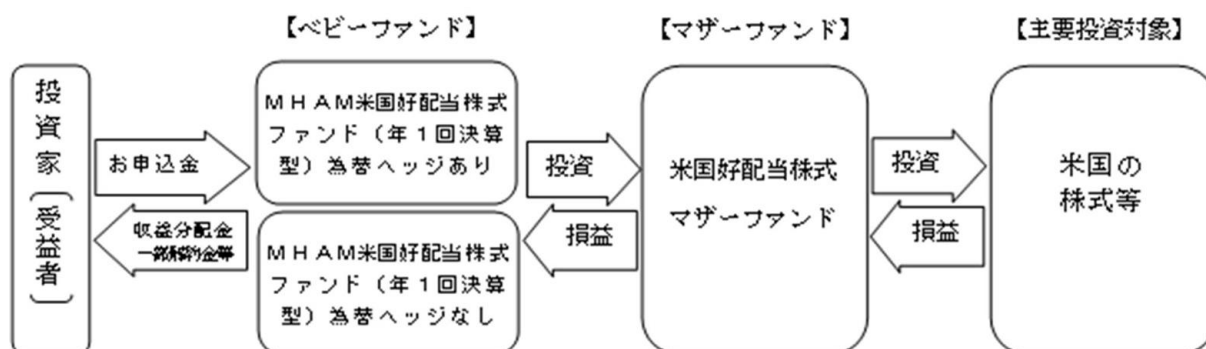 【ベビーファンド】
【マザーファンド】
【主要投資対象】
投資家（受益者）
お申込金
収益分配金
一部解約金等
ＭＨＡＭ米国好配当株式
ファンド（年１回決算
型）為替ヘッジあり
ＭＨＡＭ米国好配当株式
ファンド（年１回決算
型）為替ヘッジなし
投資
損益
米国好配当株式
マザーファンド
投資
損益
米国の
株式等